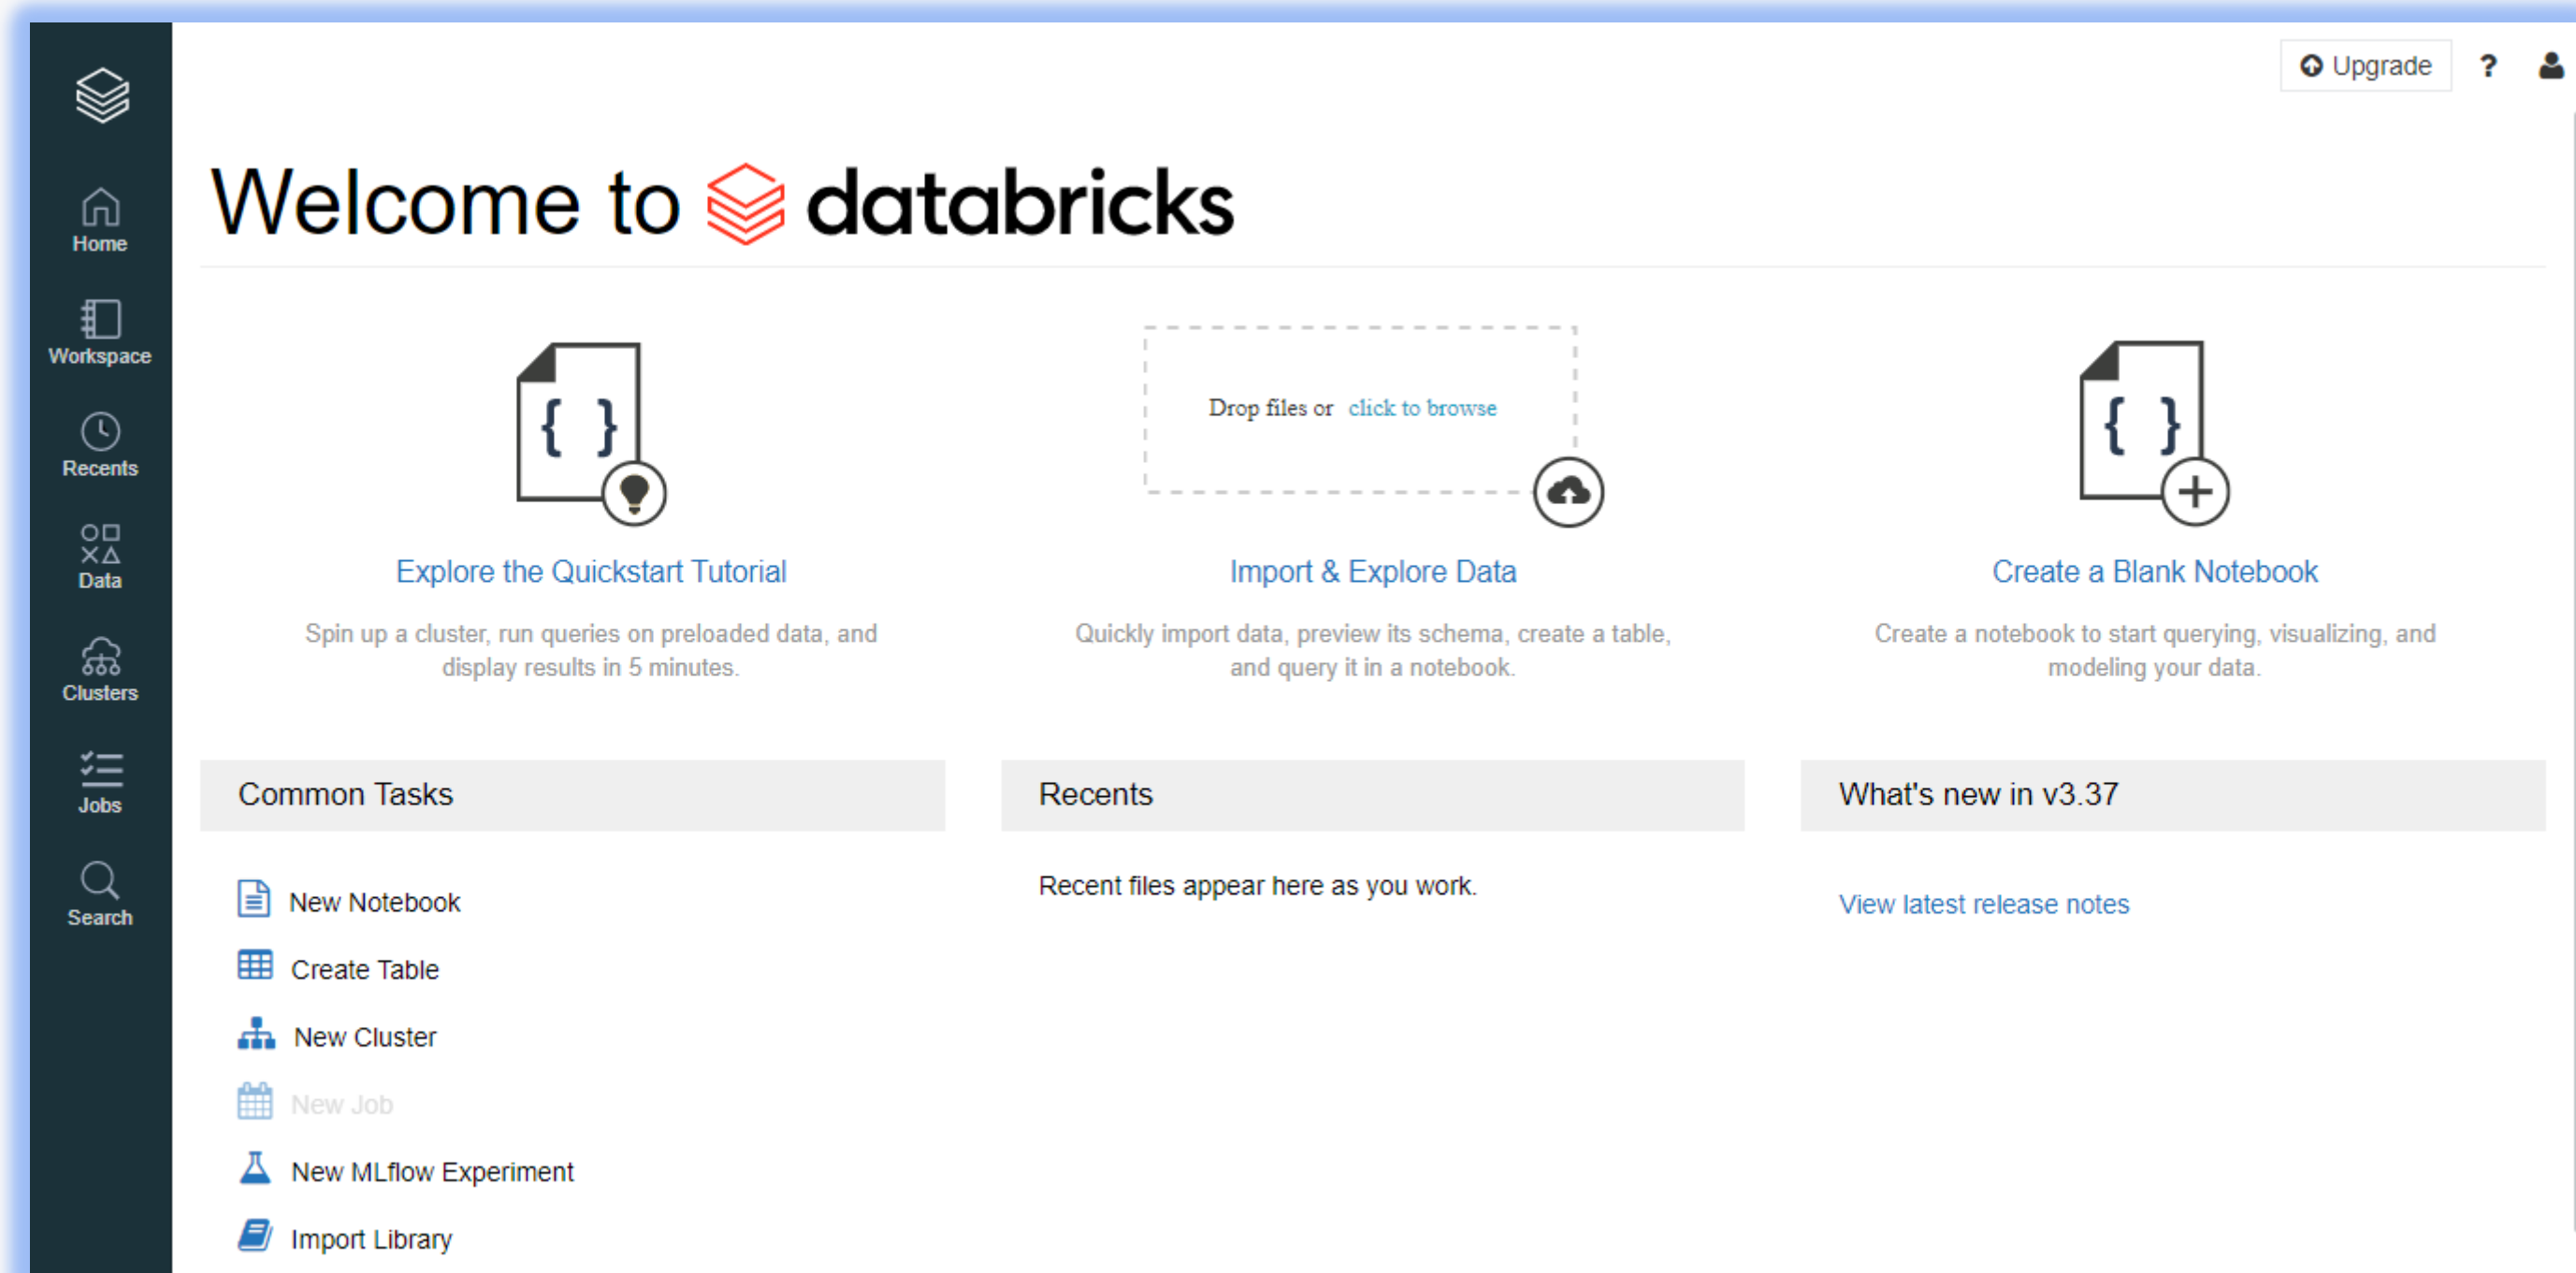 Upgrade ?
Home
Workspace
Recents
Data
Clusters
Jobs
Search
Welcome to databricks
{ }
Drop files or click to browse
{ }
Explore the Quickstart Tutorial
Spin up a cluster, run queries on preloaded data, and
display results in 5 minutes.
Import & Explore Data
Quickly import data, preview its schema, create a table,
and query it in a notebook.
Create a Blank Notebook
Create a notebook to start querying, visualizing, and
modeling your data.
Common Tasks
New Notebook
Create Table
New Cluster
New Job
New MLflow Experiment
Import Library
Recents
Recent files appear here as you work.
What's new in v3.37
View latest release notes